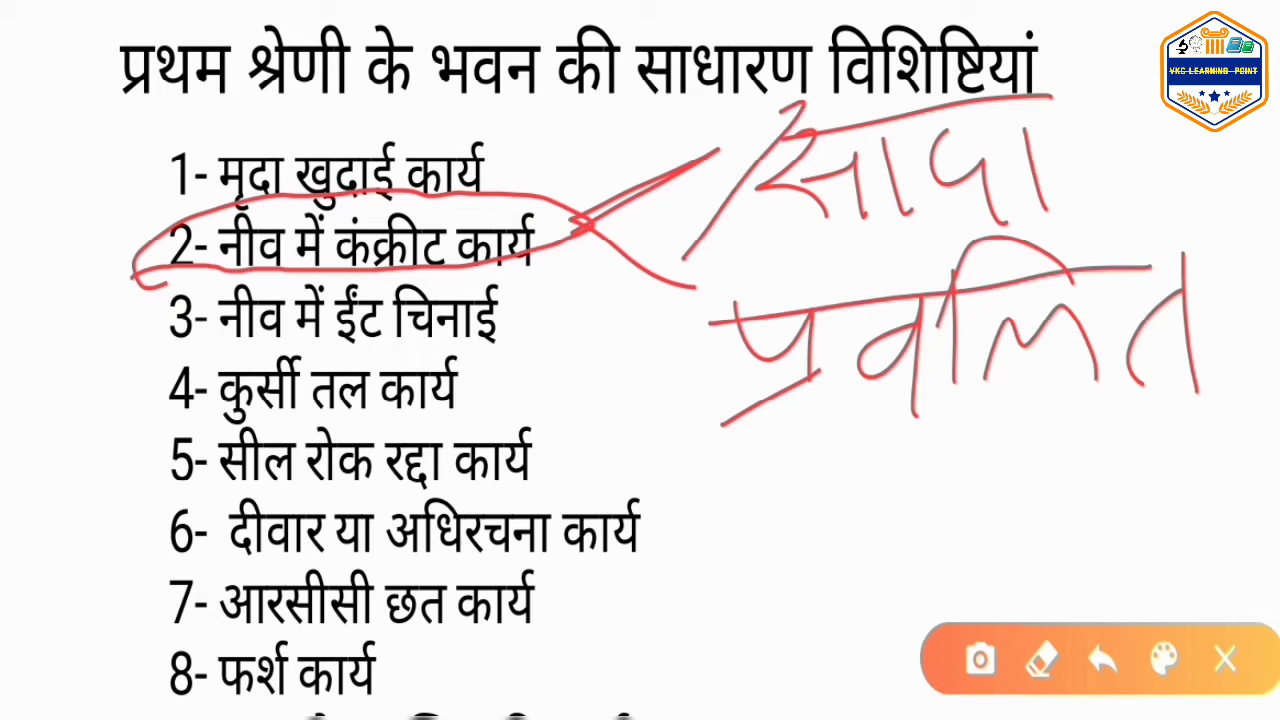 प्रथम श्रेणी के भवन की साधारण विशिष्टियां
VKC LEARNING POINT
1- मृदा खुदाई कार्य
सादा
2- नीव में कंक्रीट कार्य
प्रवलित
3- नीव में ईंट चिनाई
4- कुर्सी तल कार्य
5- सील रोक रद्दा कार्य
6- दीवार या अधिरचना कार्य
7- आरसीसी छत कार्य
8- फर्श कार्य